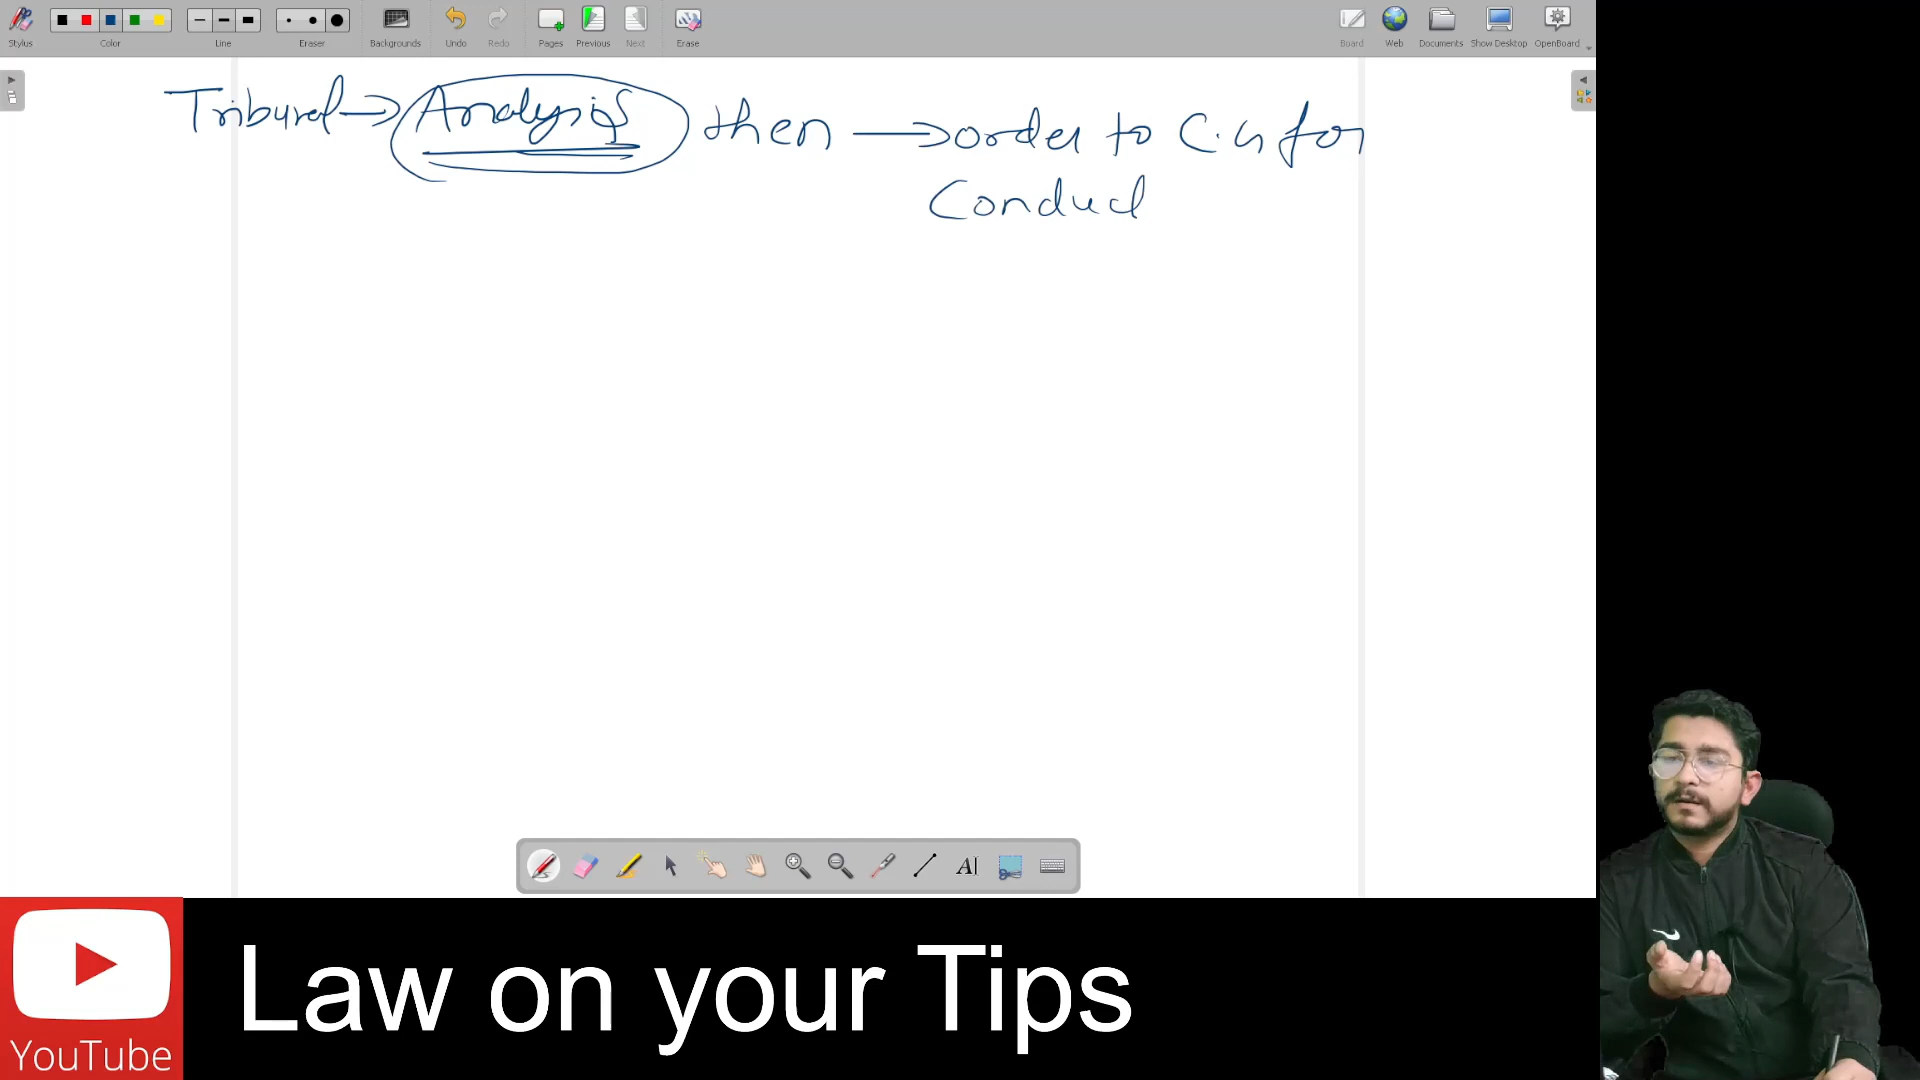 Stylus
Color
Line
Eraser
Backgrounds
Undo
Redo
Pages
Previous
Next
Erase
Board
Web
Documents
Show Desktop
OpenBoard
Tribunal → Analysis then → order to C.G for
Conduct
AI
YouTube
Law on your Tips